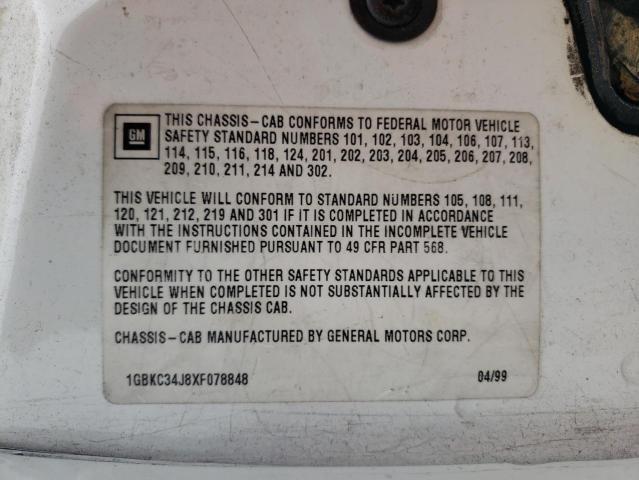 GM
THIS CHASSIS-CAB CONFORMS TO FEDERAL MOTOR VEHICLE
SAFETY STANDARD NUMBERS 101, 102, 103, 104, 106, 107, 113,
114, 115, 116, 118, 124, 201, 202, 203, 204, 205, 206, 207, 208,
209, 210, 211, 214 AND 302.
THIS VEHICLE WILL CONFORM TO STANDARD NUMBERS 105, 108, 111,
120, 121, 212, 219 AND 301 IF IT IS COMPLETED IN ACCORDANCE
WITH THE INSTRUCTIONS CONTAINED IN THE INCOMPLETE VEHICLE
DOCUMENT FURNISHED PURSUANT TO 49 CFR PART 568.
CONFORMITY TO THE OTHER SAFETY STANDARDS APPLICABLE TO THIS
VEHICLE WHEN COMPLETED IS NOT SUBSTANTIALLY AFFECTED BY THE
DESIGN OF THE CHASSIS CAB.
CHASSIS-CAB MANUFACTURED BY GENERAL MOTORS CORP.
1GBKC34J8XF078848 04/99